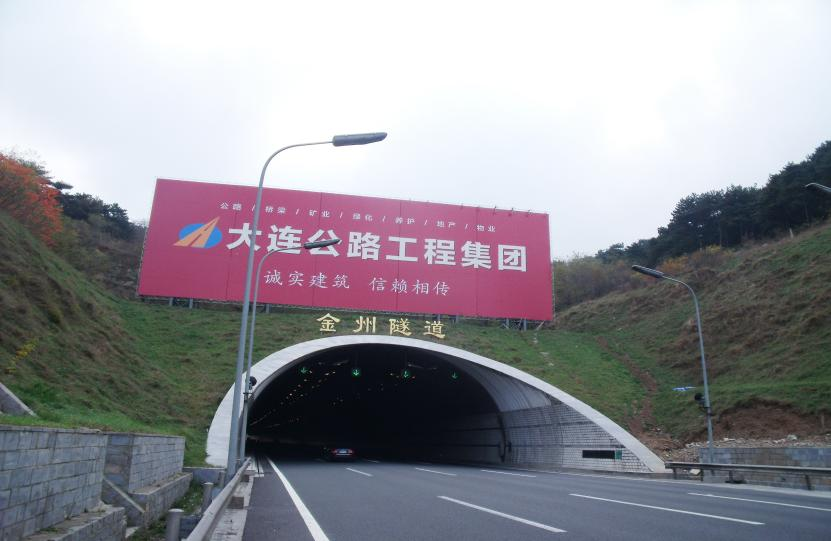 公路 / 桥梁 / 矿业 / 绿化 / 养护 / 地产 / 物业
大连公路工程集团
诚实建筑 信赖相传
金州隧道